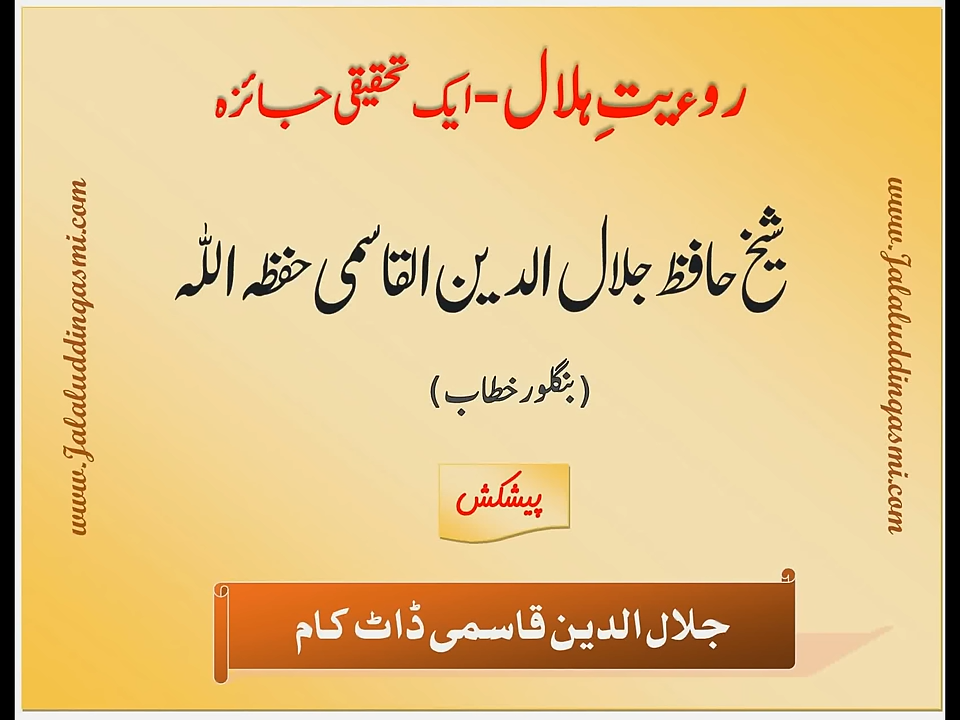 روءیتِ ہلال-ایک تحقیقی جائزہ
شیخ حافظ جلال الدین القاسمی حفظہ اللہ
(بنگلور خطاب)
پیشکش
جلال الدین قاسمی ڈاٹ کام
www.Jalaluddinqasmi.com
www.Jalaluddinqasmi.com